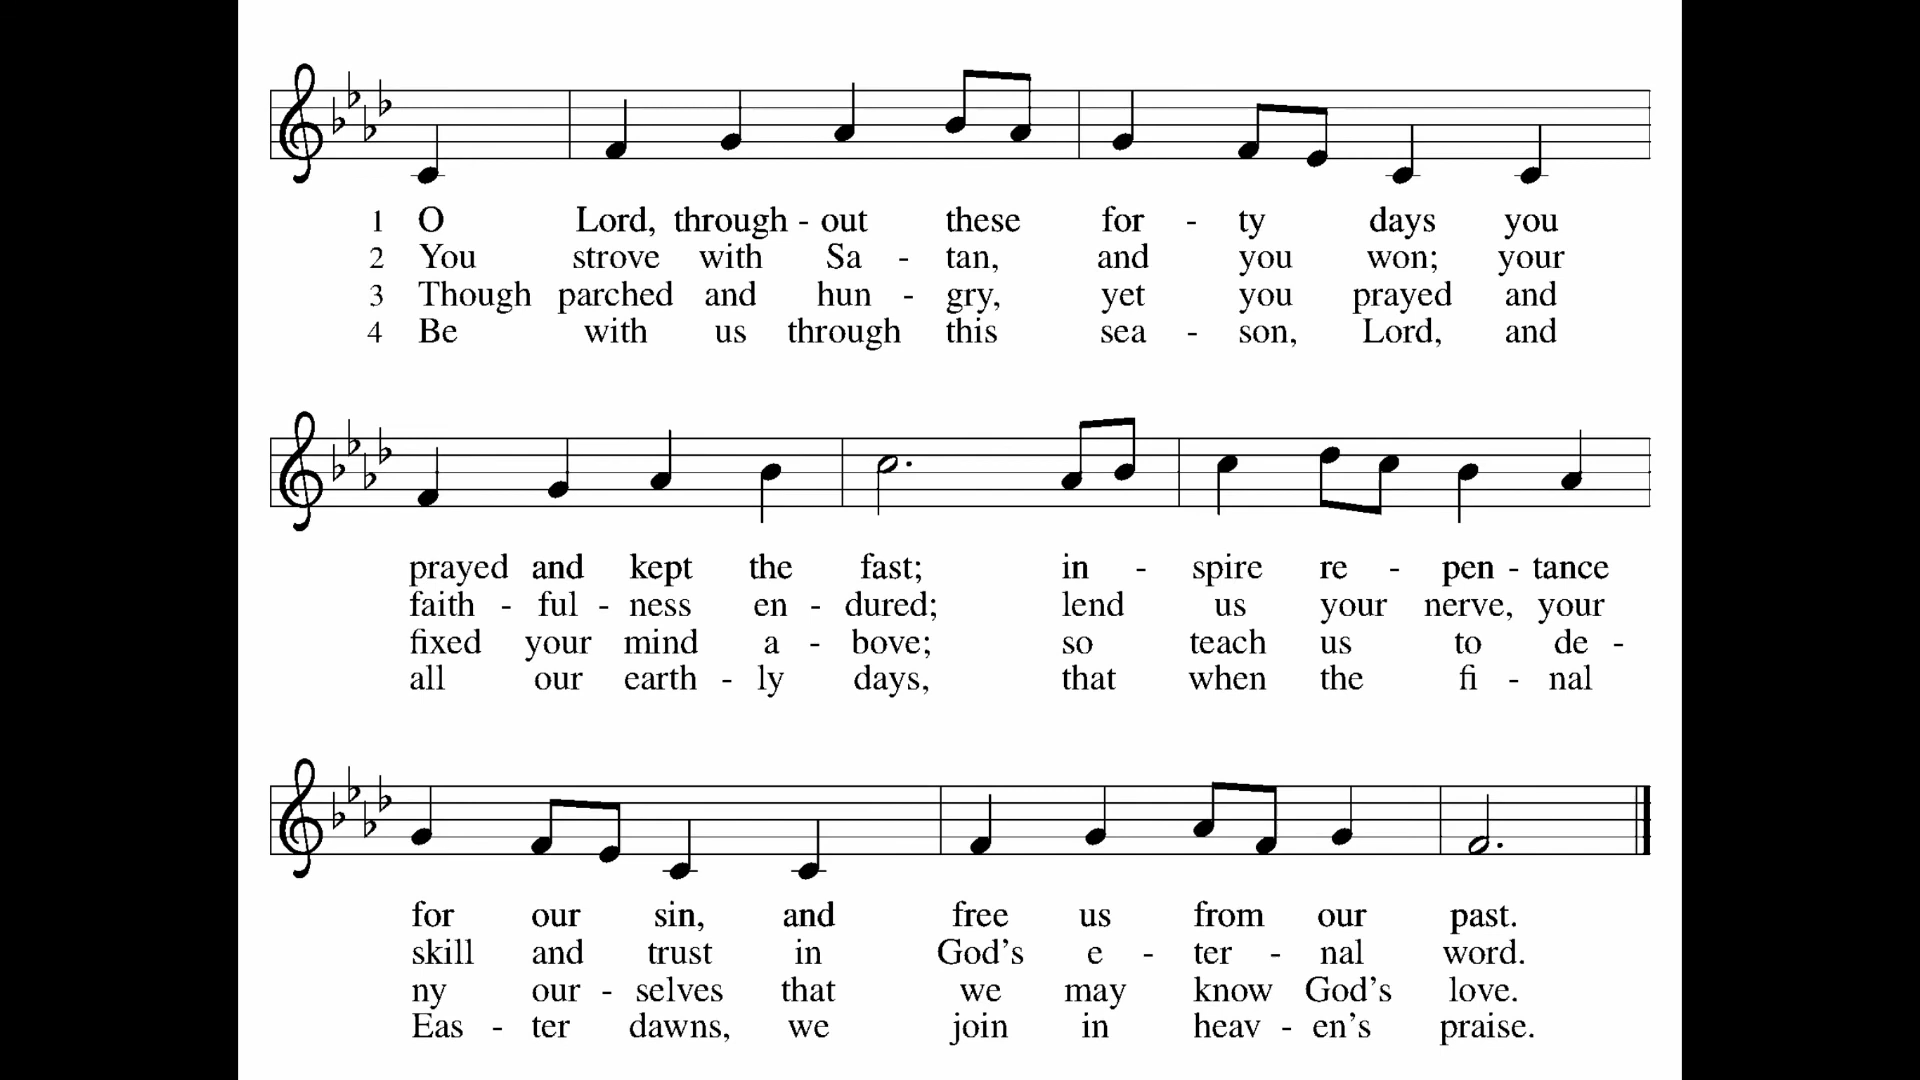 1 O Lord, through - out these for - ty days you
2 You strove with Sa - tan, and you won; your
3 Though parched and hun - gry, yet you prayed and
4 Be with us through this sea - son, Lord, and
prayed and kept the fast; in - spire re - pen - tance
faith - ful - ness en - dured; lend us your nerve, your
fixed your mind a - bove; so teach us to de -
all our earth - ly days, that when the fi - nal
for our sin, and free us from our past.
skill and trust in God's e - ter - nal word.
ny our - selves that we may know God's love.
Eas - ter dawns, we join in heav - en's praise.